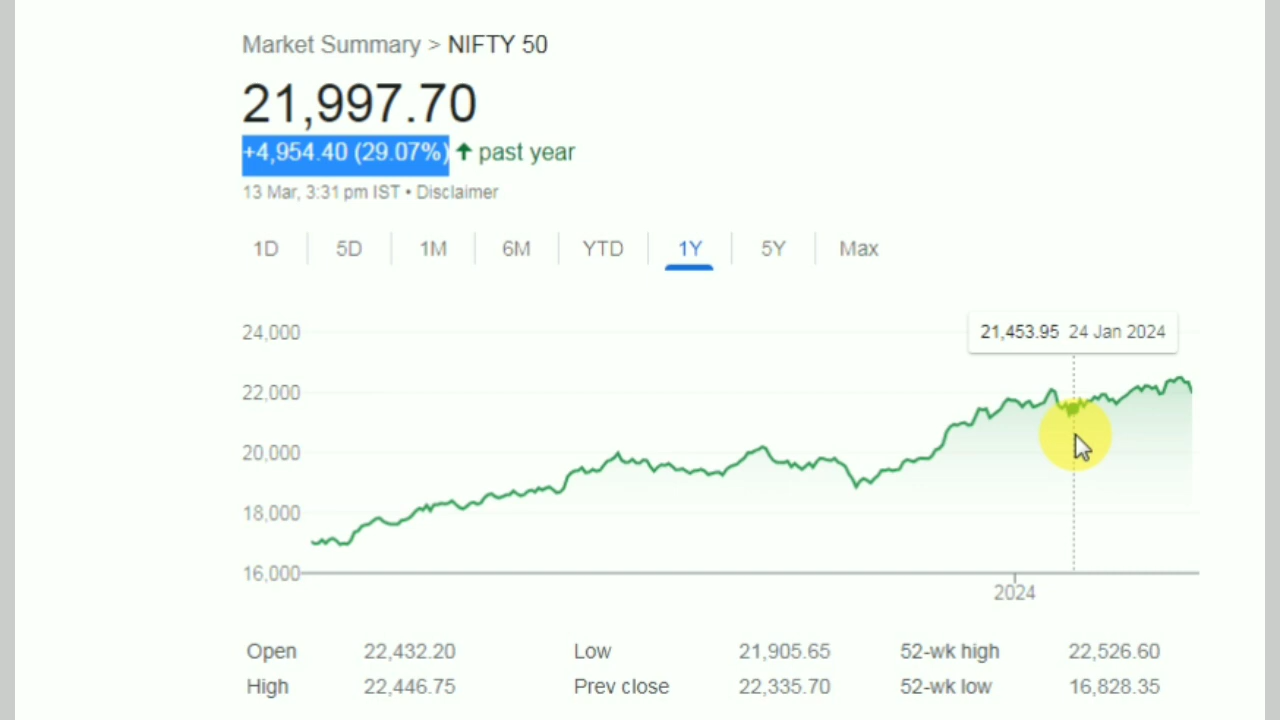 Market Summary > NIFTY 50
21,997.70
+4,954.40 (29.07%) ↑ past year
13 Mar, 3:31 pm IST • Disclaimer
1D 5D 1M 6M YTD 1Y 5Y Max
21,453.95 24 Jan 2024
24,000
22,000
20,000
18,000
16,000
2024
Open 22,432.20 Low 21,905.65 52-wk high 22,526.60
High 22,446.75 Prev close 22,335.70 52-wk low 16,828.35